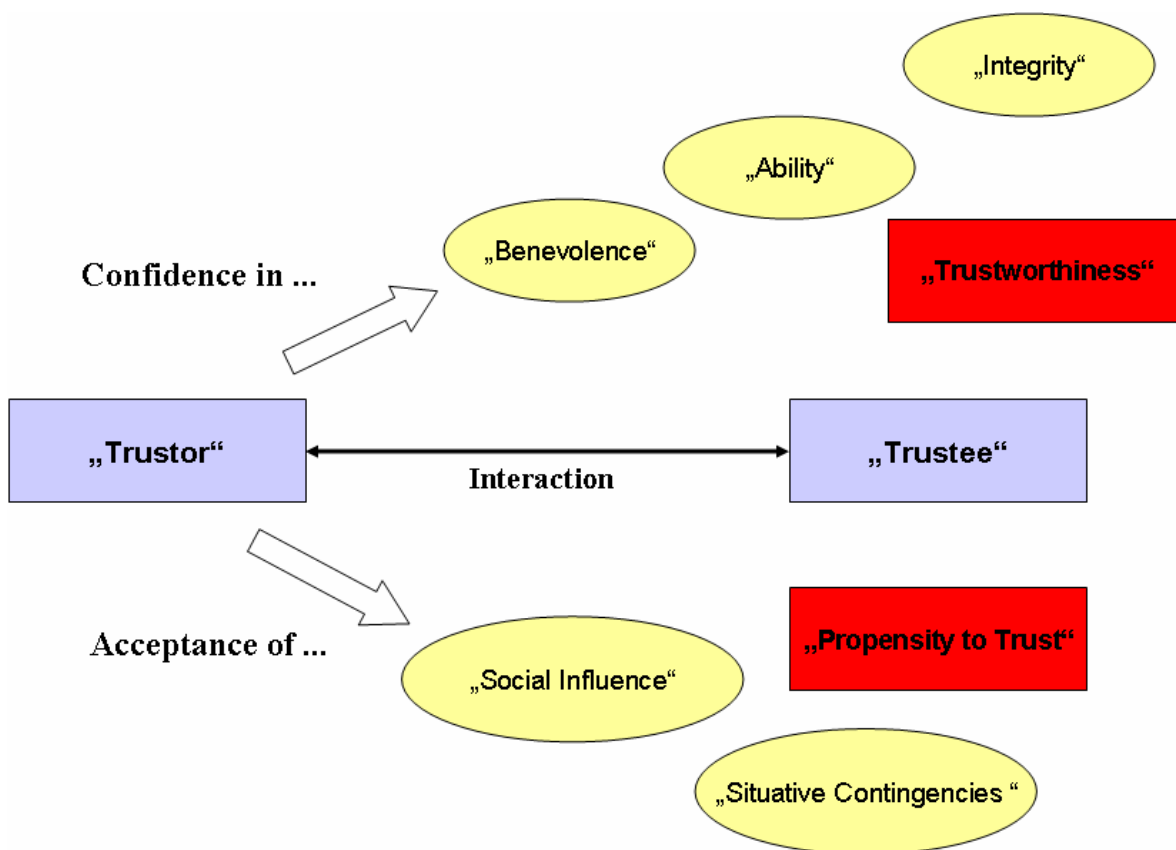 „Integrity“
„Ability“
„Benevolence“
„Trustworthiness“
Confidence in ...
„Trustor“
„Trustee“
Interaction
„Propensity to Trust“
Acceptance of ...
„Social Influence“
„Situative Contingencies “